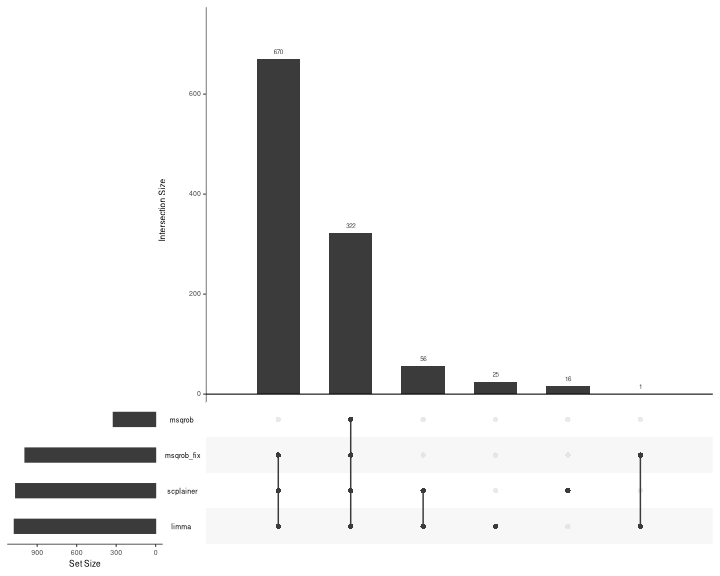 670
600
322
Intersection Size
400
200
56
25
16
1
0
msqrob
msqrob_fix
scplainer
limma
900 600 300 0
Set Size